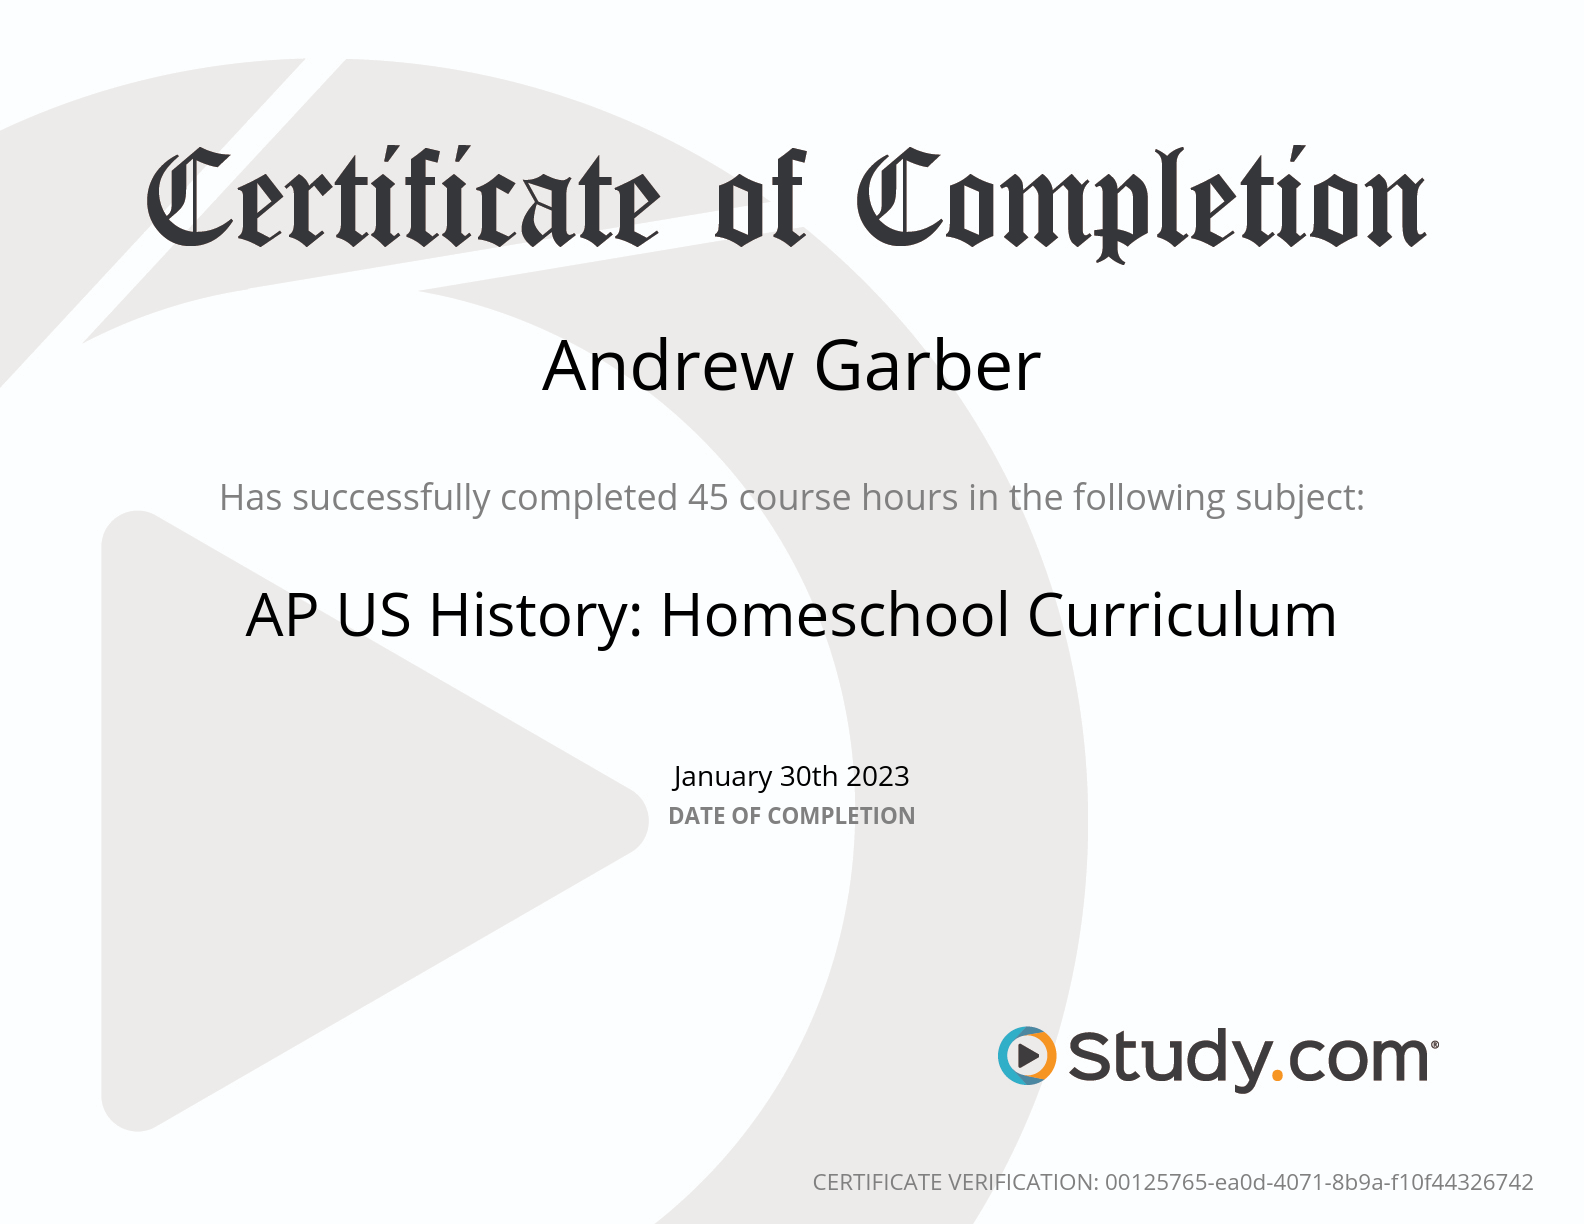 Certificate of Completion
Andrew Garber
Has successfully completed 45 course hours in the following subject:
AP US History: Homeschool Curriculum
January 30th 2023
DATE OF COMPLETION
Study.com®
CERTIFICATE VERIFICATION: 00125765-ea0d-4071-8b9a-f10f44326742